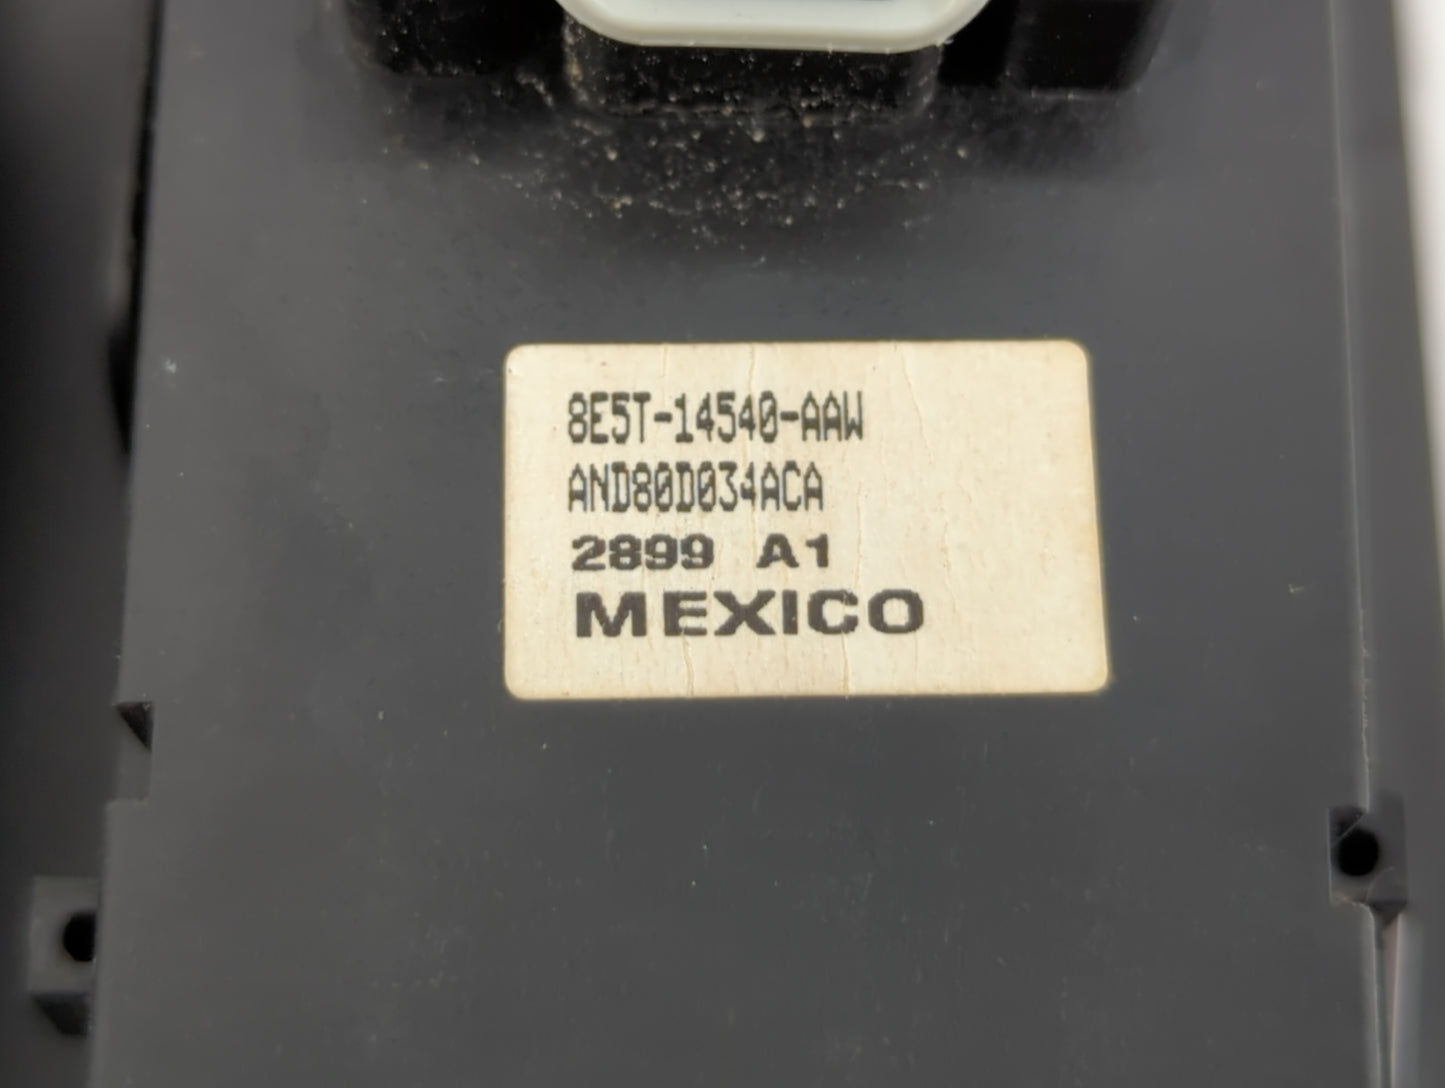 8E5T-14540-AAW
AND80D034ACA
2899 A1
MEXICO